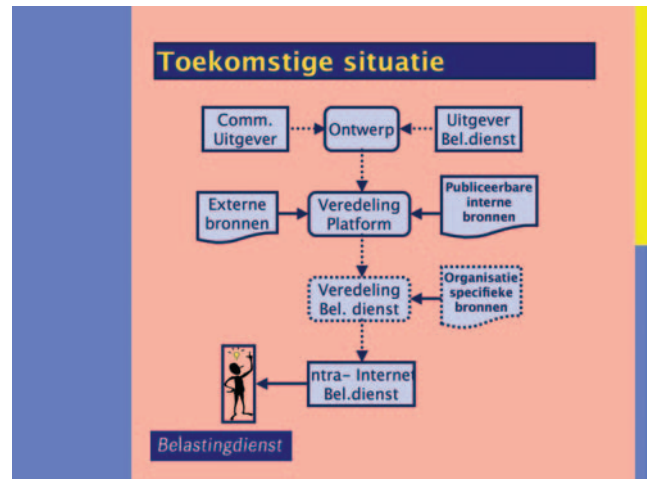 Toekomstige situatie
Comm.
Uitgever
Ontwerp
Uitgever
Bel.dienst
Externe
bronnen
Veredeling
Platform
Publiceerbare
interne
bronnen
Veredeling
Bel. dienst
Organisatie
specifieke
bronnen
ntra- Internet
Bel.dienst
Belastingdienst